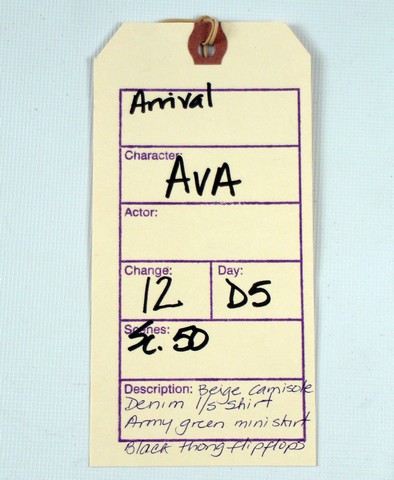 Arrival
Character:
AVA
Actor:
Change: Day:
12 D5
Scenes:
Sc. 50
Description: Beige camisole
Denim l/s shirt
Army green miniskirt
Black thong flipflops